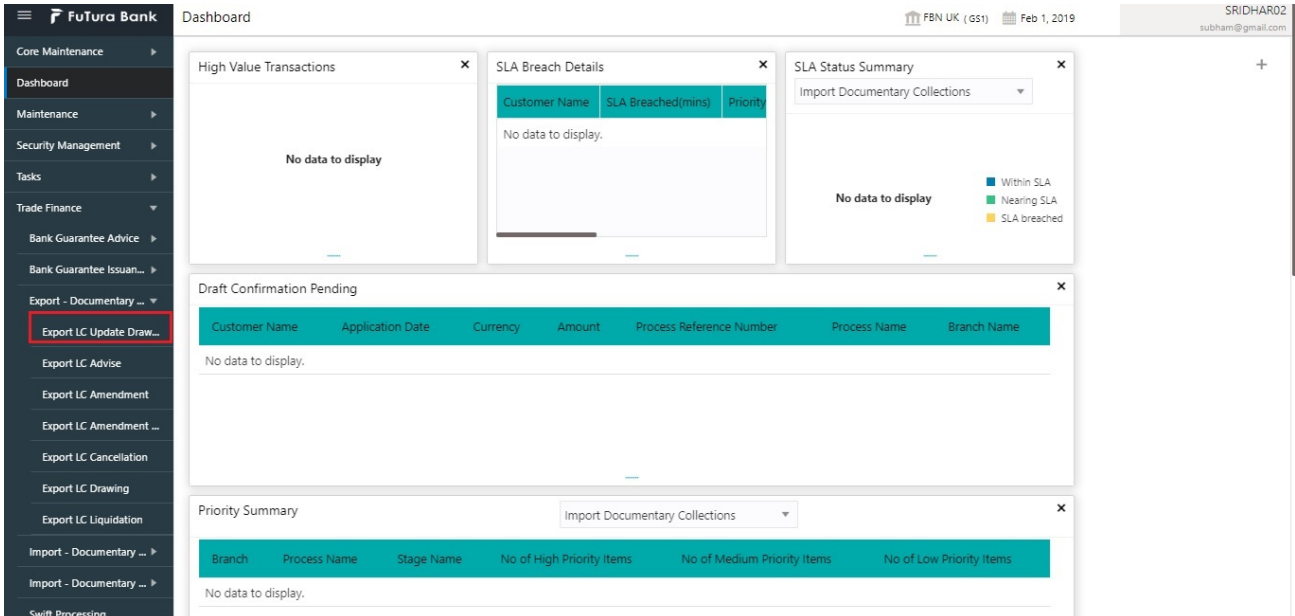 FuTura Bank
Dashboard
FBN UK ( GS1)
Feb 1, 2019
SRIDHAR02
subham@gmail.com
Core Maintenance
Dashboard
Maintenance
Security Management
Tasks
Trade Finance
Bank Guarantee Advice
Bank Guarantee Issuan...
Export - Documentary ...
Export LC Update Draw...
Export LC Advise
Export LC Amendment
Export LC Amendment ...
Export LC Cancellation
Export LC Drawing
Export LC Liquidation
Import - Documentary ...
Import - Documentary ...
Swift Processing
High Value Transactions
No data to display
SLA Breach Details
Customer Name SLA Breached(mins) Priority
No data to display.
SLA Status Summary
Import Documentary Collections
No data to display
Within SLA
Nearing SLA
SLA breached
Draft Confirmation Pending
Customer Name Application Date Currency Amount Process Reference Number Process Name Branch Name
No data to display.
Priority Summary
Import Documentary Collections
Branch Process Name Stage Name No of High Priority Items No of Medium Priority Items No of Low Priority Items
No data to display.